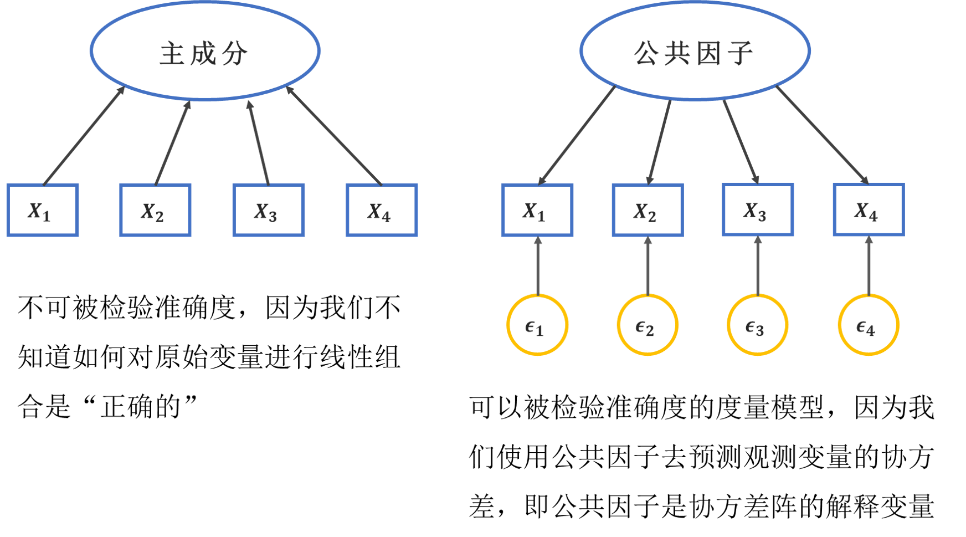 主成分
公共因子
X₁ X₂ X₃ X₄
X₁ X₂ X₃ X₄
ϵ₁ ϵ₂ ϵ₃ ϵ₄
不可被检验准确度，因为我们不
知道如何对原始变量进行线性组
合是“正确的”
可以被检验准确度的度量模型，因为我
们使用公共因子去预测观测变量的协方
差，即公共因子是协方差阵的解释变量